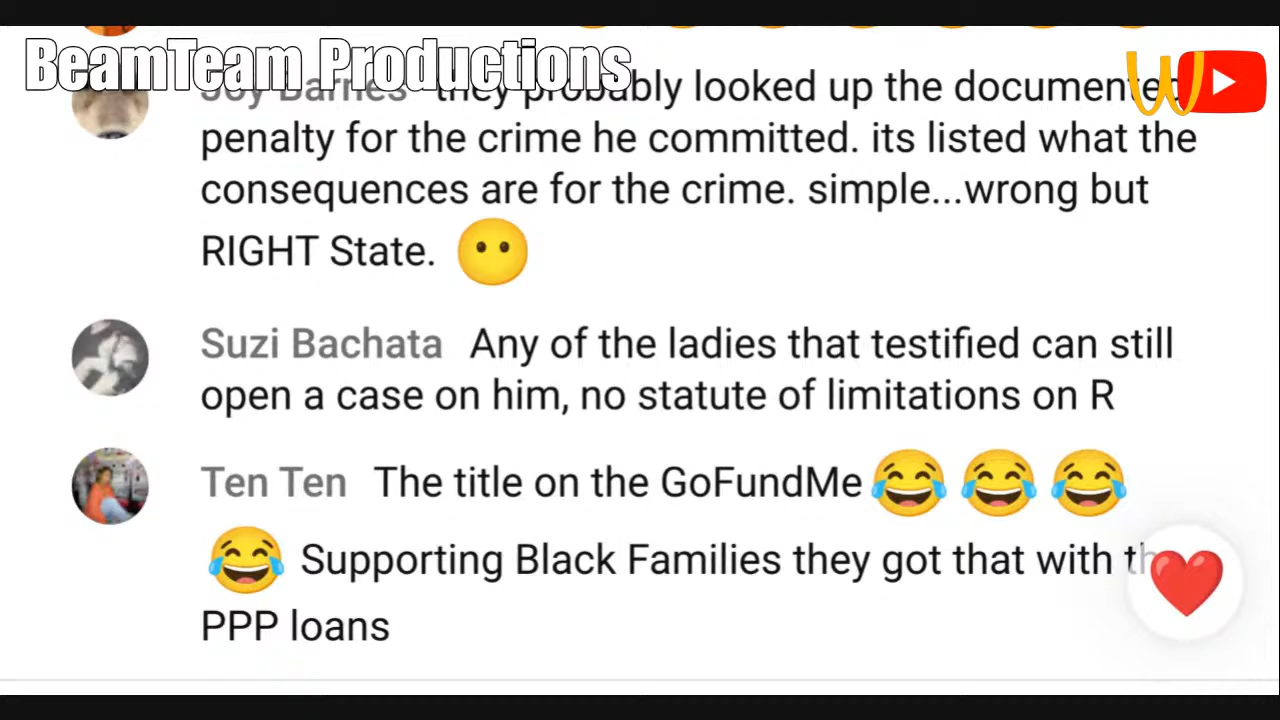 BeamTeam Productions
Joy Barnes they probably looked up the documented
penalty for the crime he committed. its listed what the
consequences are for the crime. simple...wrong but
RIGHT State. 😶
Suzi Bachata Any of the ladies that testified can still
open a case on him, no statute of limitations on R
Ten Ten The title on the GoFundMe 😂 😂 😂
😂 Supporting Black Families they got that with the
PPP loans